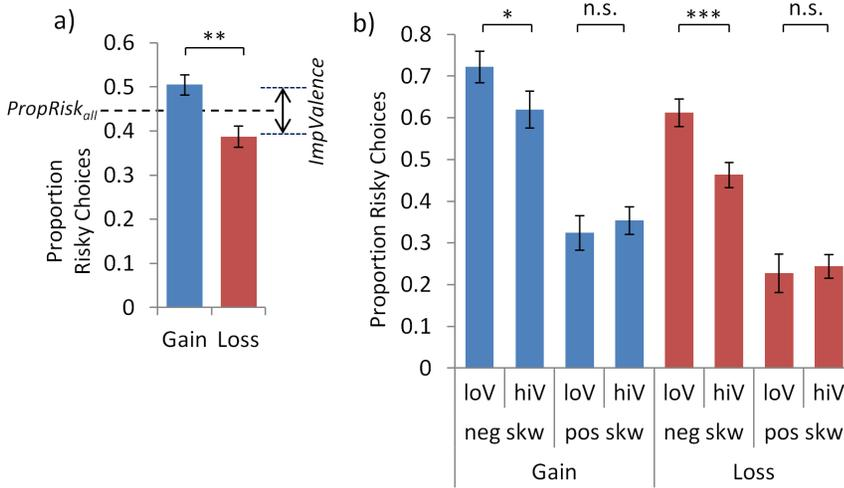 a)
**
0.6
0.5
0.4
0.3
0.2
0.1
0
PropRisk_all
ImpValence
Proportion
Risky Choices
Gain Loss
b)
* n.s. *** n.s.
0.8
0.7
0.6
0.5
0.4
0.3
0.2
0.1
0
Proportion Risky Choices
loV hiV loV hiV loV hiV loV hiV
neg skw pos skw neg skw pos skw
Gain Loss